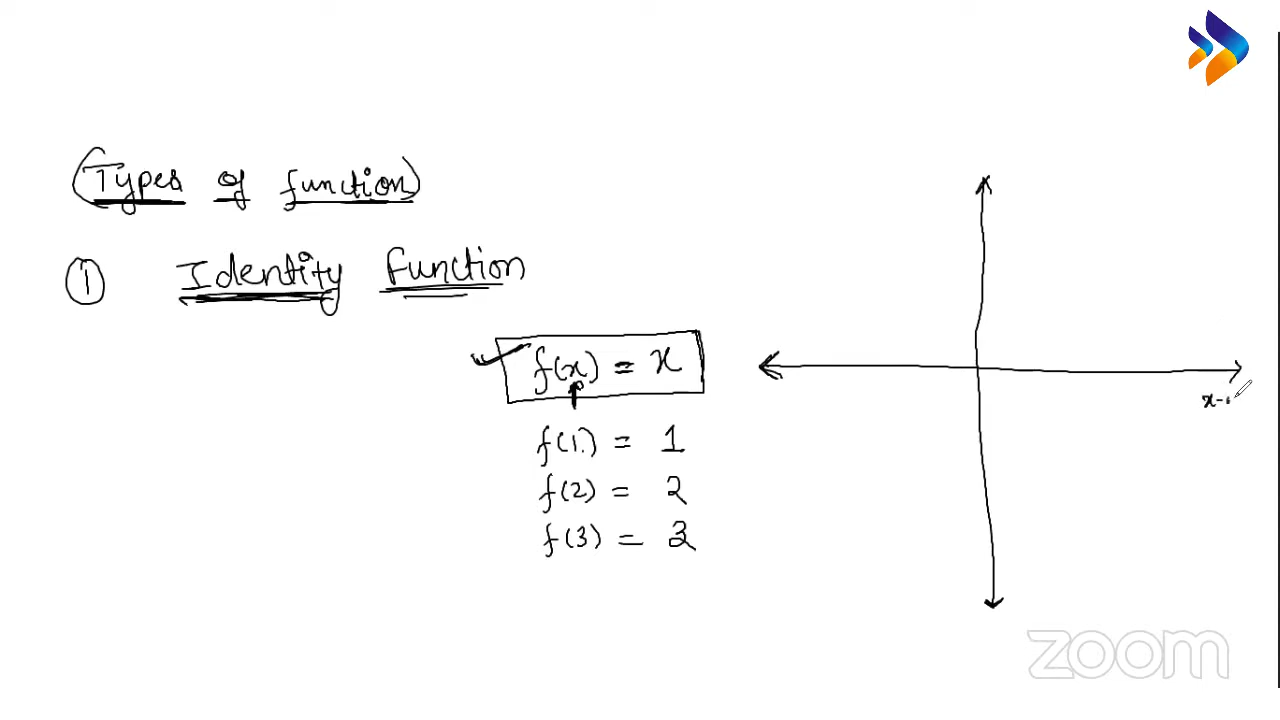 (Types of function)
① Identity function
f(x) = x
f(1) = 1
f(2) = 2
f(3) = 3
x-
zoom